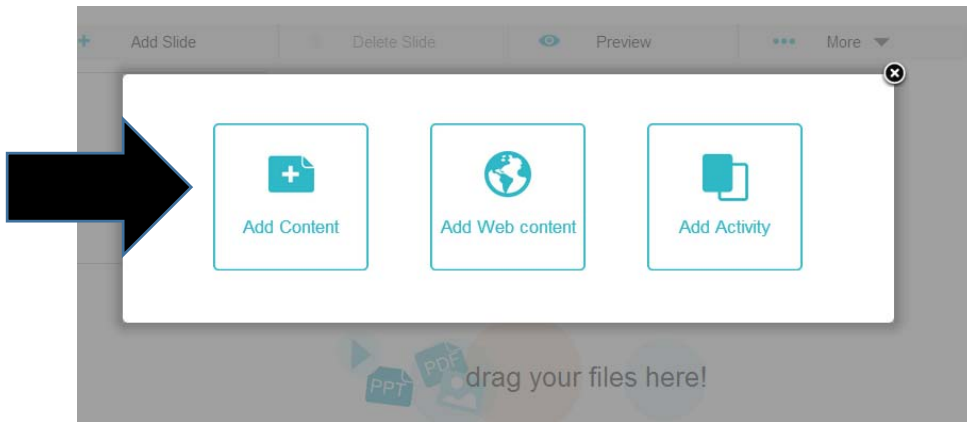 Add Slide Delete Slide Preview More
Add Content Add Web content Add Activity
PPT PDF drag your files here!